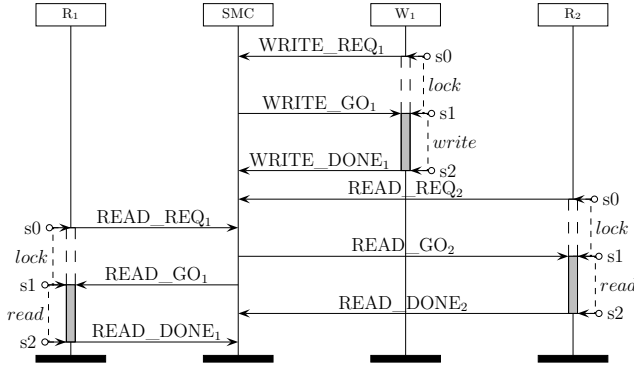 R₁ SMC W₁ R₂
WRITE_REQ₁ s0
lock
WRITE_GO₁ s1
write
WRITE_DONE₁ s2
READ_REQ₂ s0
s0 READ_REQ₁
lock
lock READ_GO₂ s1
s1 READ_GO₁
read
read READ_DONE₂ s2
s2 READ_DONE₁